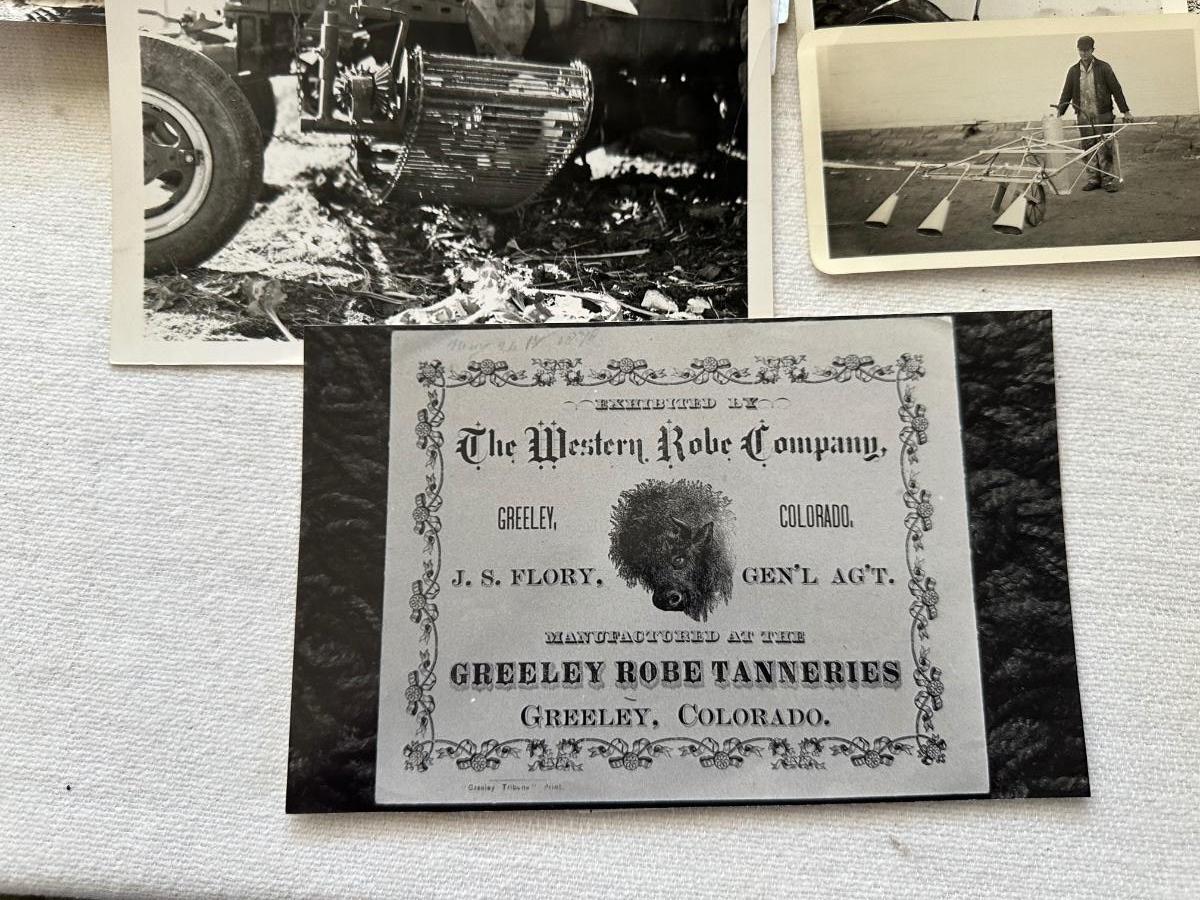 EXHIBITED BY
The Western Robe Company,
GREELEY, COLORADO.
J. S. FLORY, GEN'L AG'T.
MANUFACTURED AT THE
GREELEY ROBE TANNERIES
GREELEY, COLORADO.
"Greeley Tribune" Print.